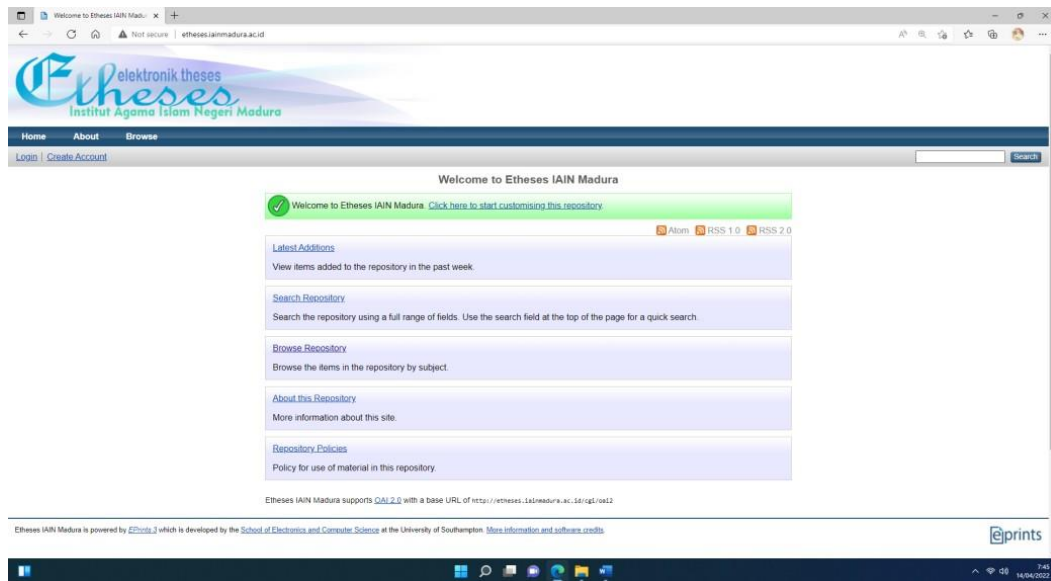 Welcome to Etheses IAIN Madu
Not secure | etheses.iainmadura.ac.id
elektronik theses
Etheses
Institut Agama Islam Negeri Madura
Home About Browse
Login | Create Account
Search
Welcome to Etheses IAIN Madura
Welcome to Etheses IAIN Madura. Click here to start customising this repository.
Atom RSS 1.0 RSS 2.0
Latest Additions
View items added to the repository in the past week.
Search Repository
Search the repository using a full range of fields. Use the search field at the top of the page for a quick search.
Browse Repository
Browse the items in the repository by subject.
About this Repository
More information about this site.
Repository Policies
Policy for use of material in this repository.
Etheses IAIN Madura supports OAI 2.0 with a base URL of http://etheses.iainmadura.ac.id/cgi/oai2
Etheses IAIN Madura is powered by EPrints 3 which is developed by the School of Electronics and Computer Science at the University of Southampton. More information and software credits.
eprints
7:45
14/04/2022